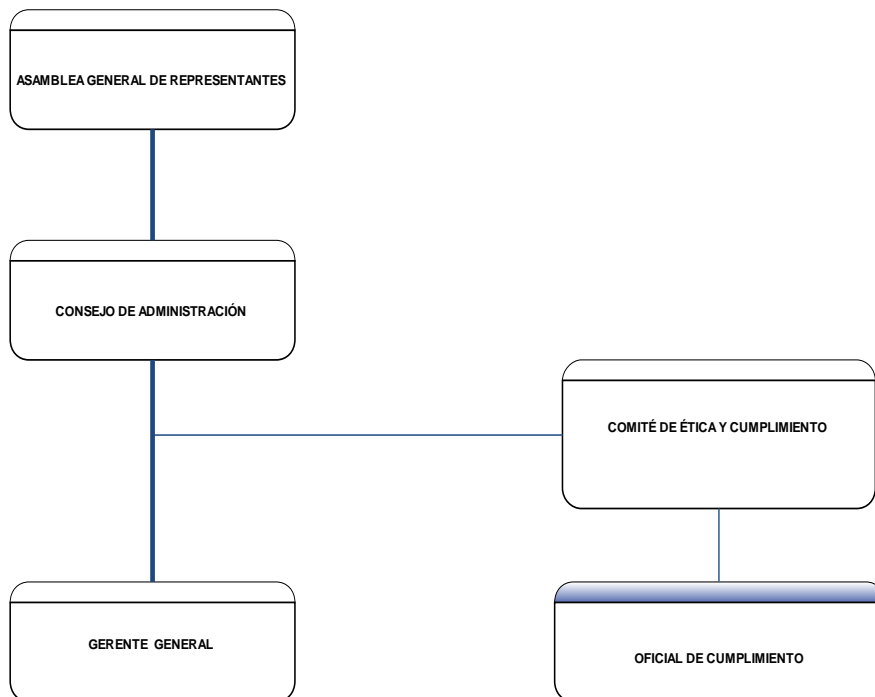 ASAMBLEA GENERAL DE REPRESENTANTES
CONSEJO DE ADMINISTRACIÓN
COMITÉ DE ÉTICA Y CUMPLIMIENTO
GERENTE GENERAL
OFICIAL DE CUMPLIMIENTO